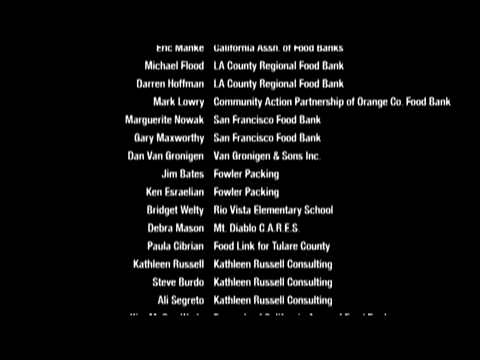 Eric Manke California Assn. of Food Banks
Michael Flood LA County Regional Food Bank
Darren Hoffman LA County Regional Food Bank
Mark Lowry Community Action Partnership of Orange Co. Food Bank
Marguerite Nowak San Francisco Food Bank
Gary Maxworthy San Francisco Food Bank
Dan Van Gronigen Van Gronigen & Sons Inc.
Jim Bates Fowler Packing
Ken Esraelian Fowler Packing
Bridget Welty Rio Vista Elementary School
Debra Mason Mt. Diablo C.A.R.E.S.
Paula Cibrian Food Link for Tulare County
Kathleen Russell Kathleen Russell Consulting
Steve Burdo Kathleen Russell Consulting
Ali Segreto Kathleen Russell Consulting